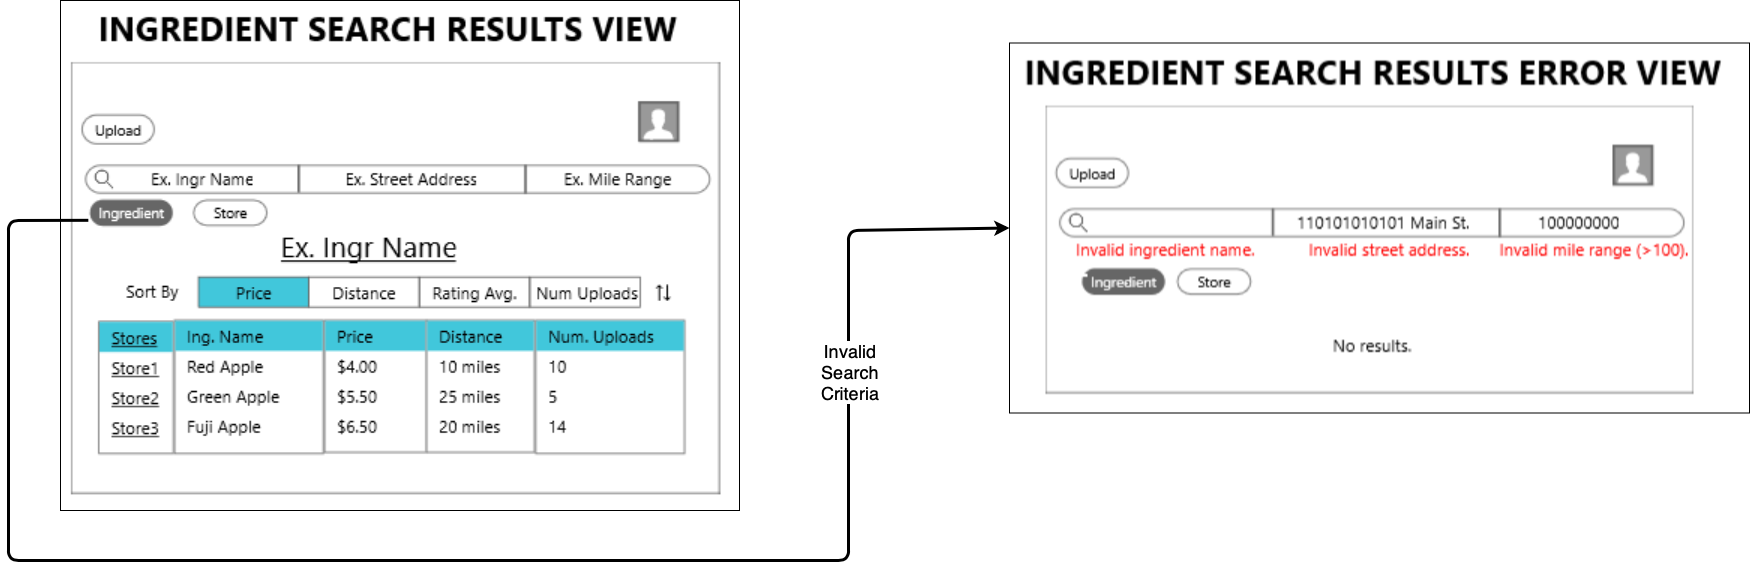 INGREDIENT SEARCH RESULTS VIEW
Upload
Ex. Ingr Name Ex. Street Address Ex. Mile Range
Ingredient Store
Ex. Ingr Name
Sort By Price Distance Rating Avg. Num Uploads
Stores Ing. Name Price Distance Num. Uploads
Store1 Red Apple $4.00 10 miles 10
Store2 Green Apple $5.50 25 miles 5
Store3 Fuji Apple $6.50 20 miles 14
Invalid
Search
Criteria
INGREDIENT SEARCH RESULTS ERROR VIEW
Upload
110101010101 Main St. 100000000
Invalid ingredient name. Invalid street address. Invalid mile range (>100).
Ingredient Store
No results.